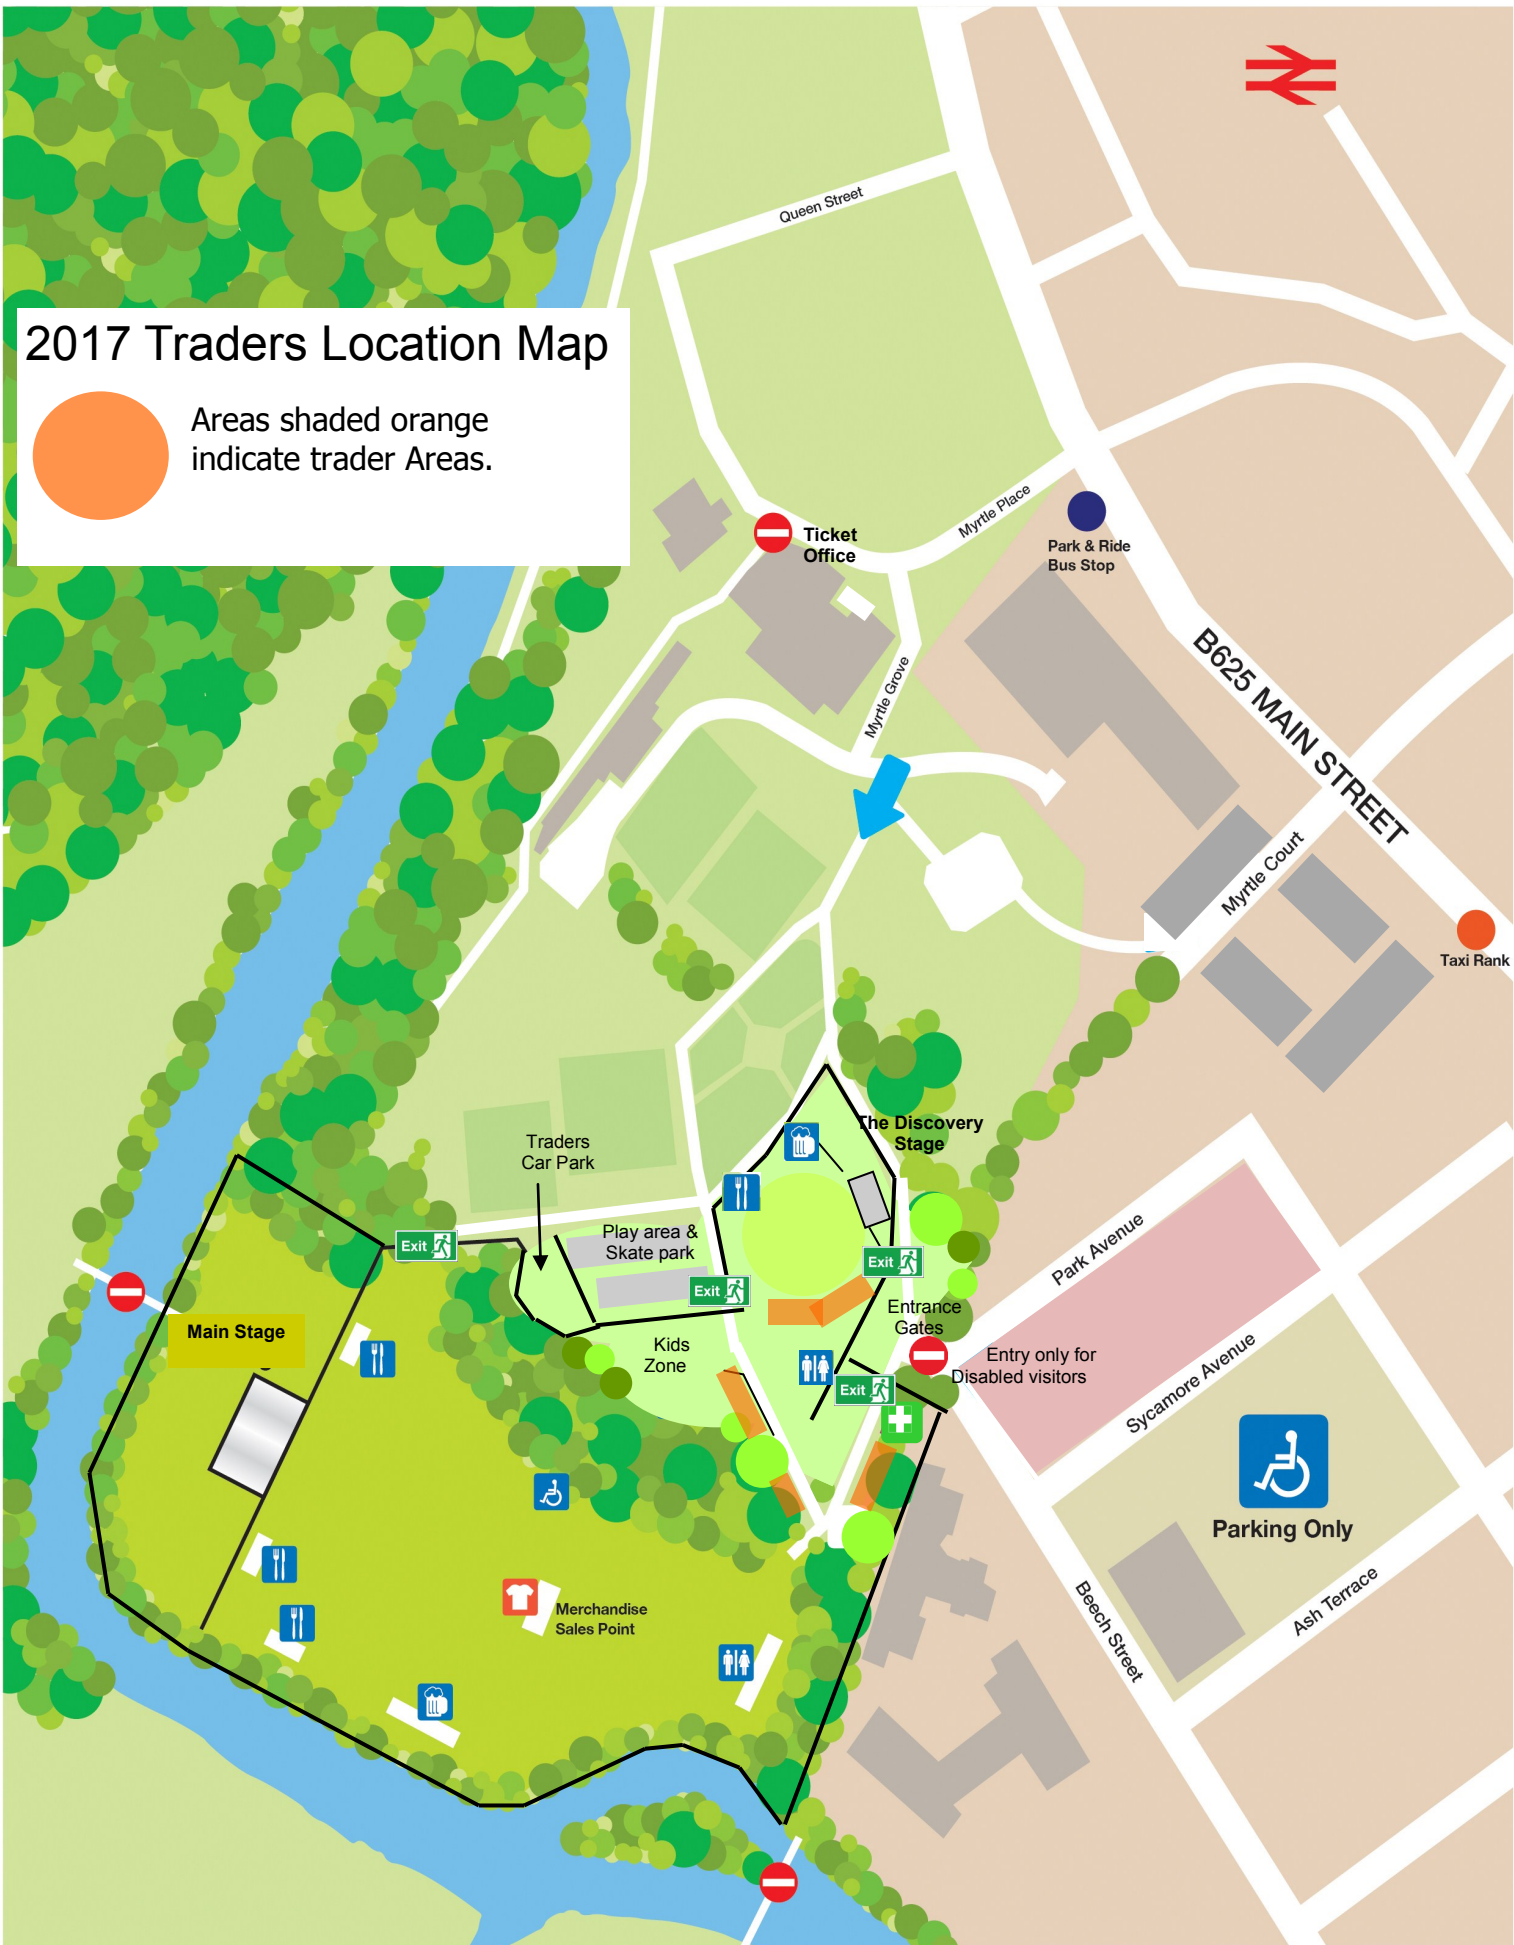 Queen Street
2017 Traders Location Map
Areas shaded orange
indicate trader Areas.
Myrtle Place
Ticket
Office
Park & Ride
Bus Stop
B625 MAIN STREET
Myrtle Grove
Myrtle Court
Taxi Rank
The Discovery
Stage
Traders
Car Park
Play area &
Skate park
Exit
Exit
Exit
Park Avenue
Entrance
Gates
Main Stage
Kids
Zone
Entry only for
Disabled visitors
Exit
Sycamore Avenue
Parking Only
Merchandise
Sales Point
Beech Street
Ash Terrace